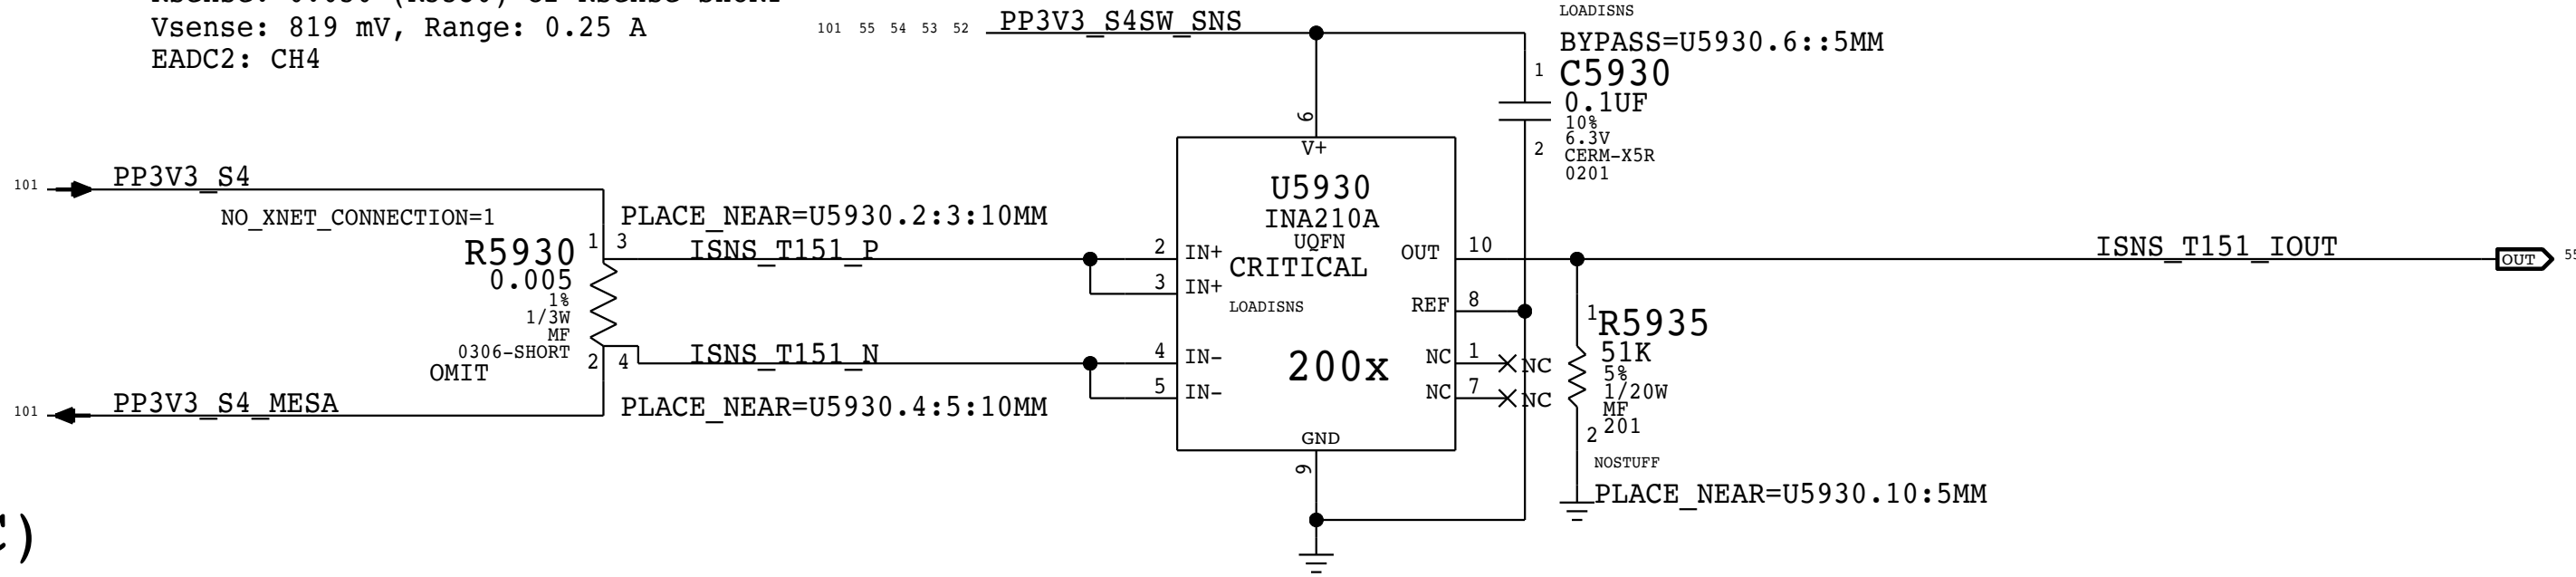 Vsense: 819 mV, Range: 0.25 A
EADC2: CH4
101 55 54 53 52
PP3V3_S4SW_SNS
LOADISNS
BYPASS=U5930.6::5MM
1
C5930
0.1UF
10%
6.3V
CERM-X5R
0201
2
6
V+
101
PP3V3_S4
NO_XNET_CONNECTION=1
PLACE_NEAR=U5930.2:3:10MM
R5930
1 3
ISNS_T151_P
0.005
1%
1/3W
MF
0306-SHORT
OMIT
2 4
ISNS_T151_N
101
PP3V3_S4_MESA
PLACE_NEAR=U5930.4:5:10MM
U5930
INA210A
UQFN
CRITICAL
LOADISNS
200x
2 IN+
3 IN+
4 IN-
5 IN-
OUT 10
REF 8
NC 1 NC
NC 7 NC
GND
9
ISNS_T151_IOUT
OUT
55
1
R5935
51K
5%
1/20W
MF
201
2
NOSTUFF
PLACE_NEAR=U5930.10:5MM